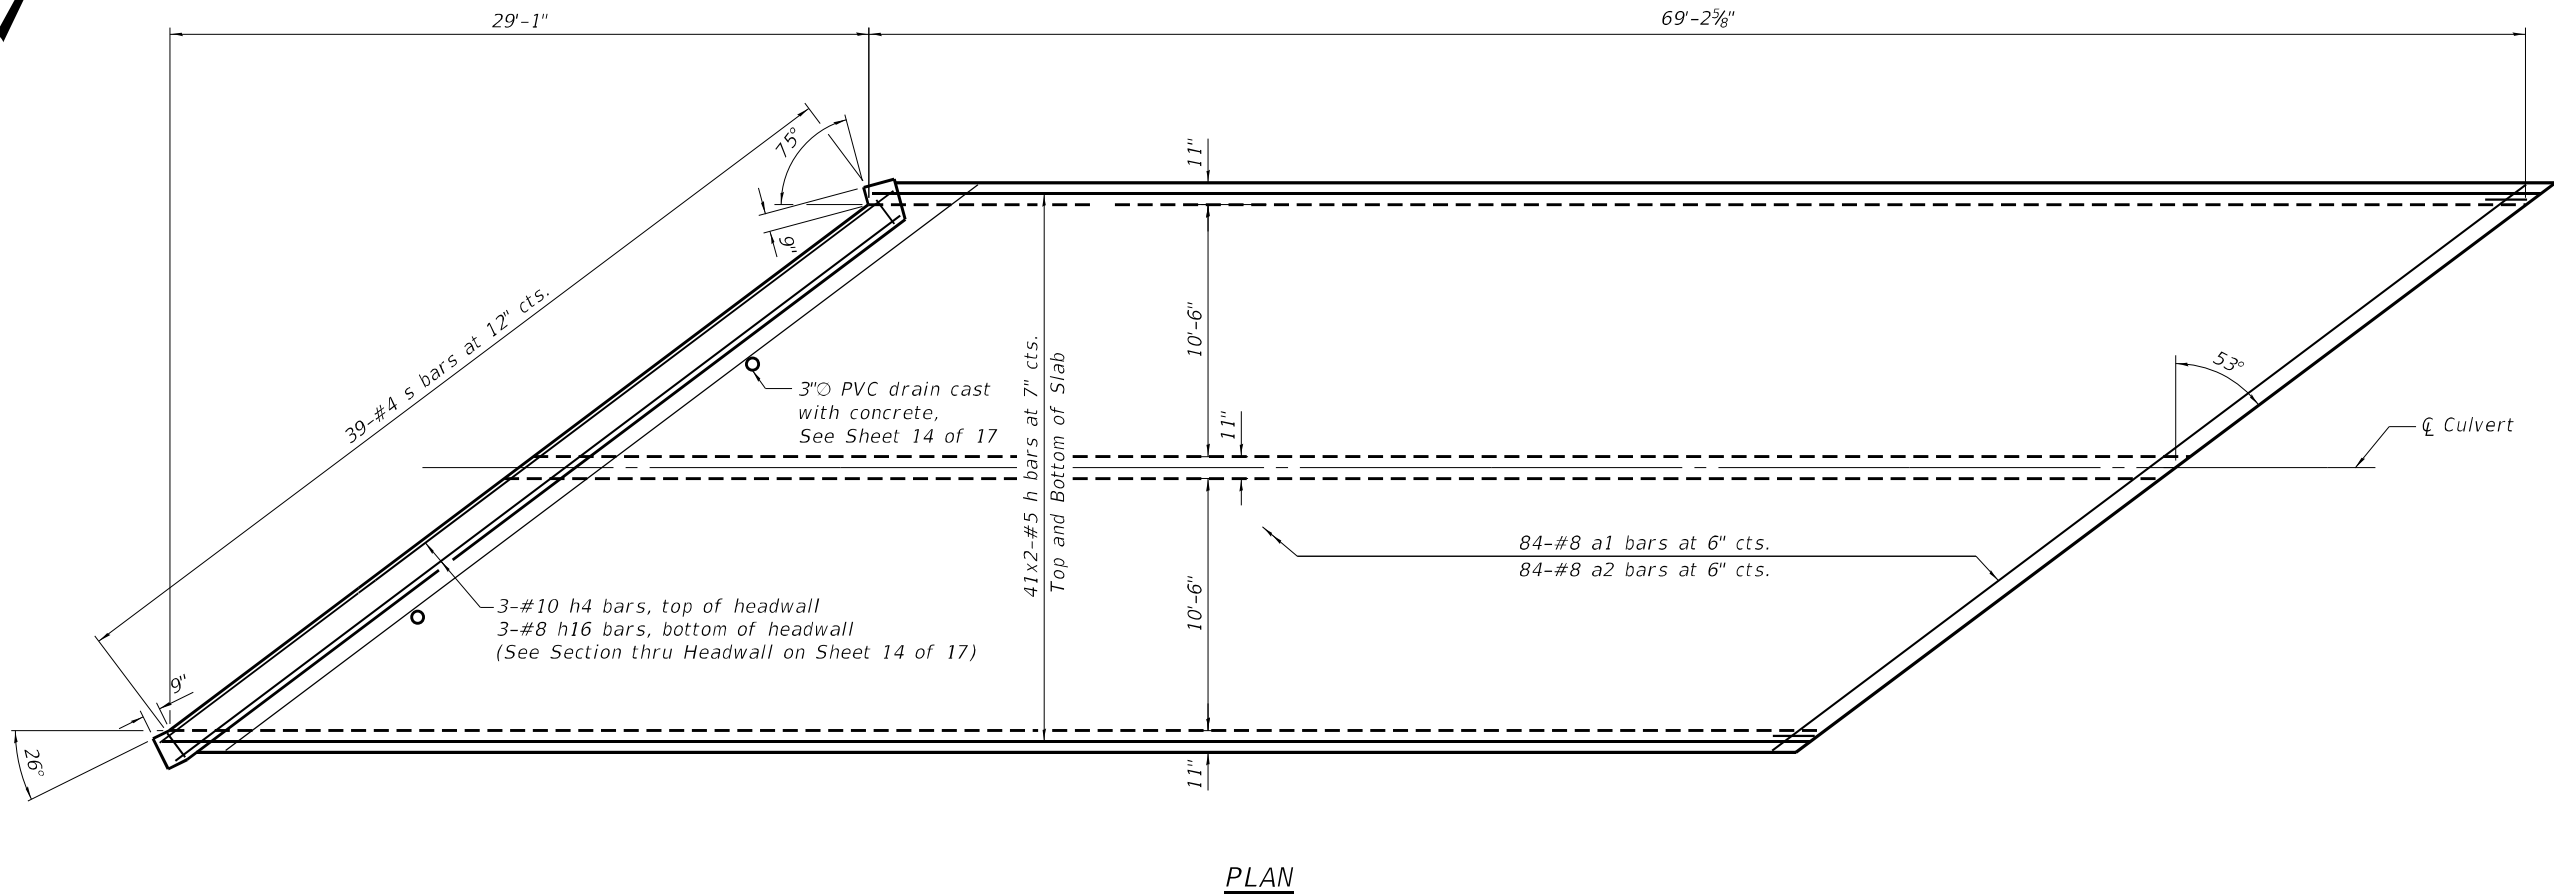 29'-1"
69'-2⅝"
75°
9"
11"
39-#4 s bars at 12" cts.
10'-6"
53°
3"∅ PVC drain cast
with concrete,
See Sheet 14 of 17
41x2-#5 h bars at 7" cts.
Top and Bottom of Slab
11"
℄ Culvert
84-#8 a1 bars at 6" cts.
84-#8 a2 bars at 6" cts.
10'-6"
3-#10 h4 bars, top of headwall
3-#8 h16 bars, bottom of headwall
(See Section thru Headwall on Sheet 14 of 17)
9"
26°
11"
PLAN